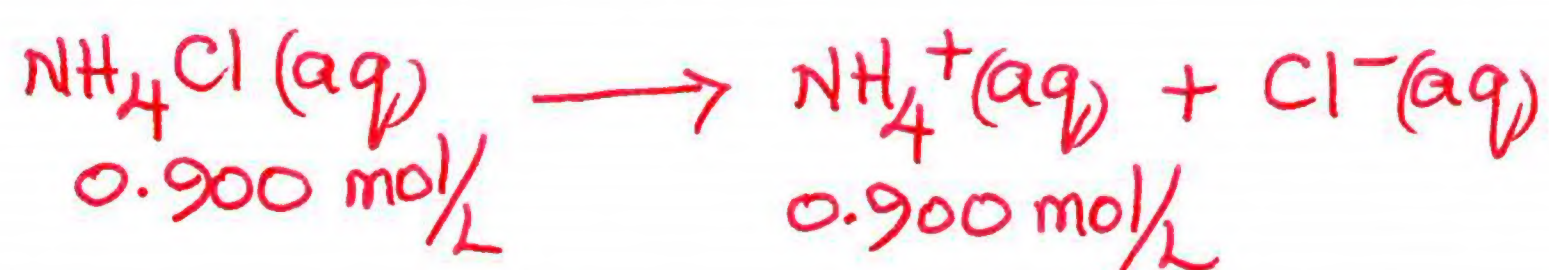 NH₄Cl (aq) ⟶ NH₄⁺(aq) + Cl⁻(aq)
0.900 mol/L 0.900 mol/L